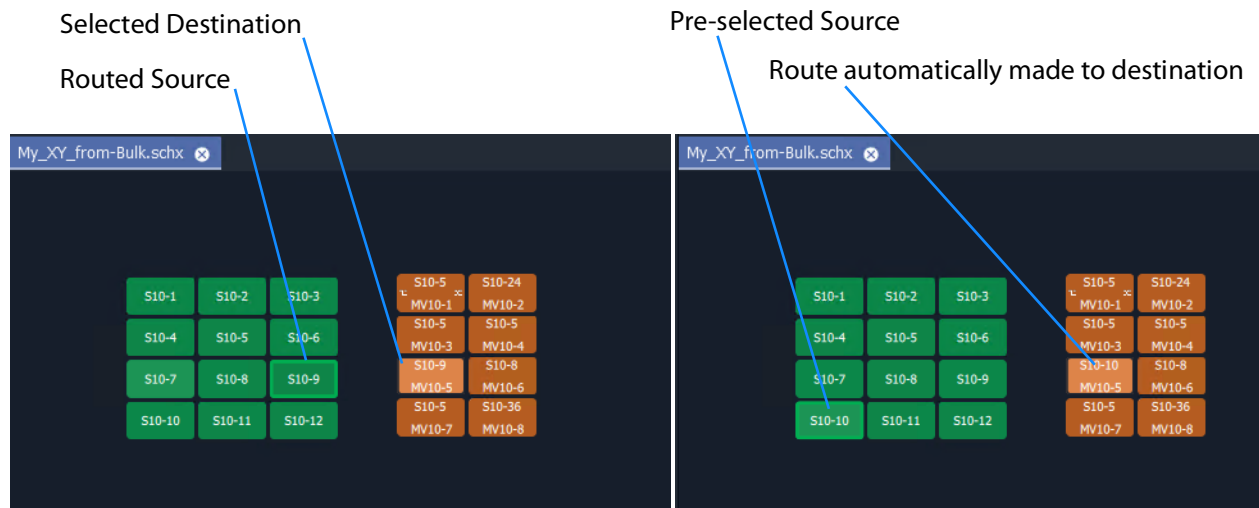 Selected Destination
Routed Source
Pre-selected Source
Route automatically made to destination
My_XY_from-Bulk.schx
S10-1 S10-2 S10-3
S10-4 S10-5 S10-6
S10-7 S10-8 S10-9
S10-10 S10-11 S10-12
S10-5 S10-24
MV10-1 MV10-2
S10-5 S10-5
MV10-3 MV10-4
S10-9 S10-8
MV10-5 MV10-6
S10-5 S10-36
MV10-7 MV10-8
My_XY_from-Bulk.schx
S10-1 S10-2 S10-3
S10-4 S10-5 S10-6
S10-7 S10-8 S10-9
S10-10 S10-11 S10-12
S10-5 S10-24
MV10-1 MV10-2
S10-5 S10-5
MV10-3 MV10-4
S10-10 S10-8
MV10-5 MV10-6
S10-5 S10-36
MV10-7 MV10-8